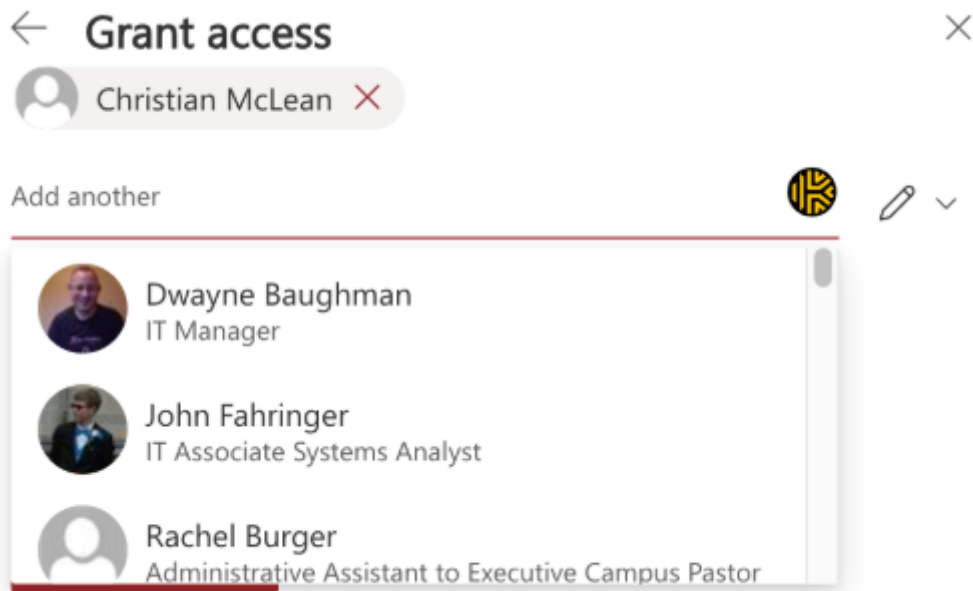 Grant access
Christian McLean
Add another
Dwayne Baughman
IT Manager
John Fahringer
IT Associate Systems Analyst
Rachel Burger
Administrative Assistant to Executive Campus Pastor